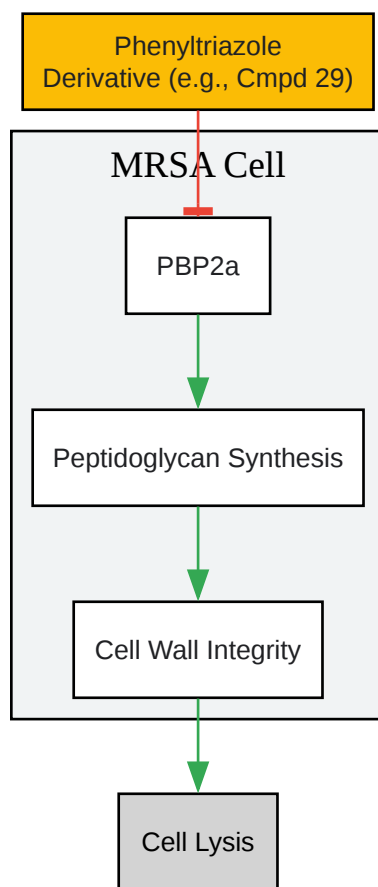 Phenyltriazole
Derivative (e.g., Cmpd 29)
MRSA Cell
PBP2a
Peptidoglycan Synthesis
Cell Wall Integrity
Cell Lysis